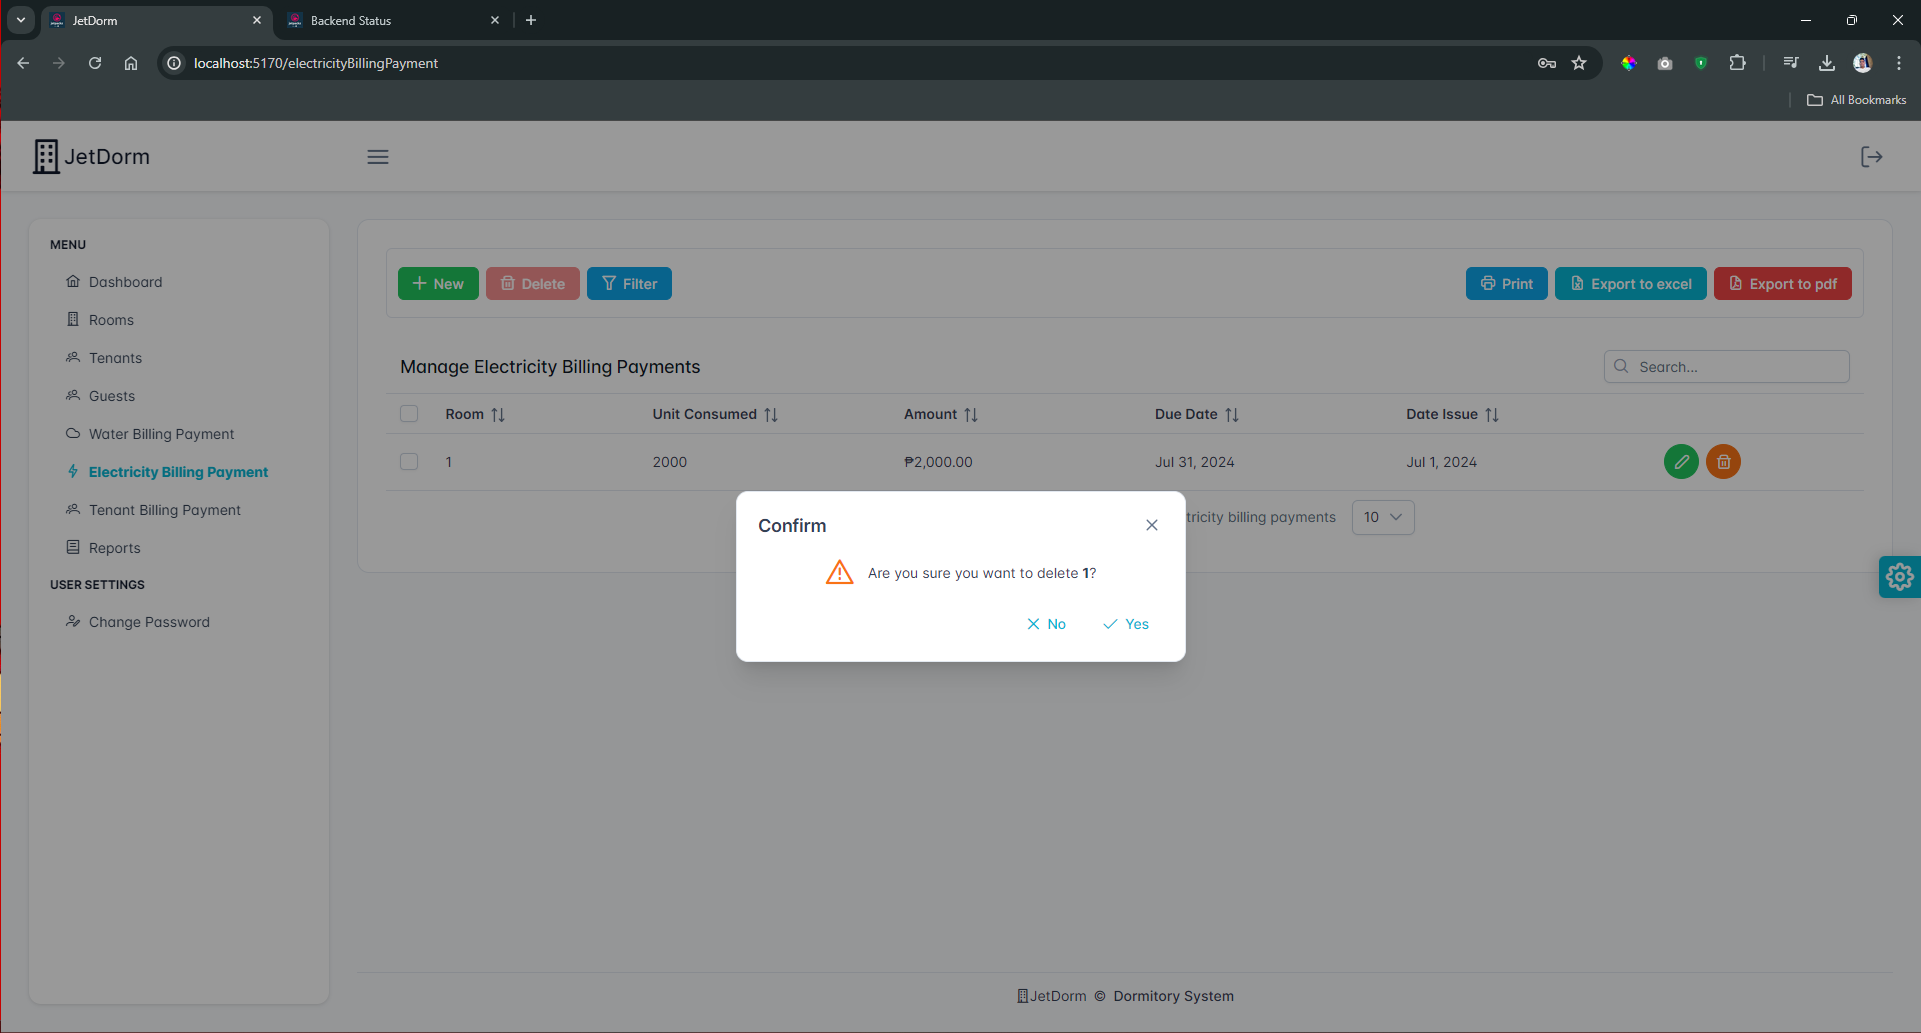 JetDorm
Backend Status
localhost:5170/electricityBillingPayment
All Bookmarks
JetDorm
MENU
Dashboard
Rooms
Tenants
Guests
Water Billing Payment
Electricity Billing Payment
Tenant Billing Payment
Reports
USER SETTINGS
Change Password
New Delete Filter Print Export to excel Export to pdf
Manage Electricity Billing Payments Search...
Room Unit Consumed Amount Due Date Date Issue
1 2000 ₱2,000.00 Jul 31, 2024 Jul 1, 2024
tricity billing payments 10
Confirm
Are you sure you want to delete 1?
No Yes
JetDorm © Dormitory System